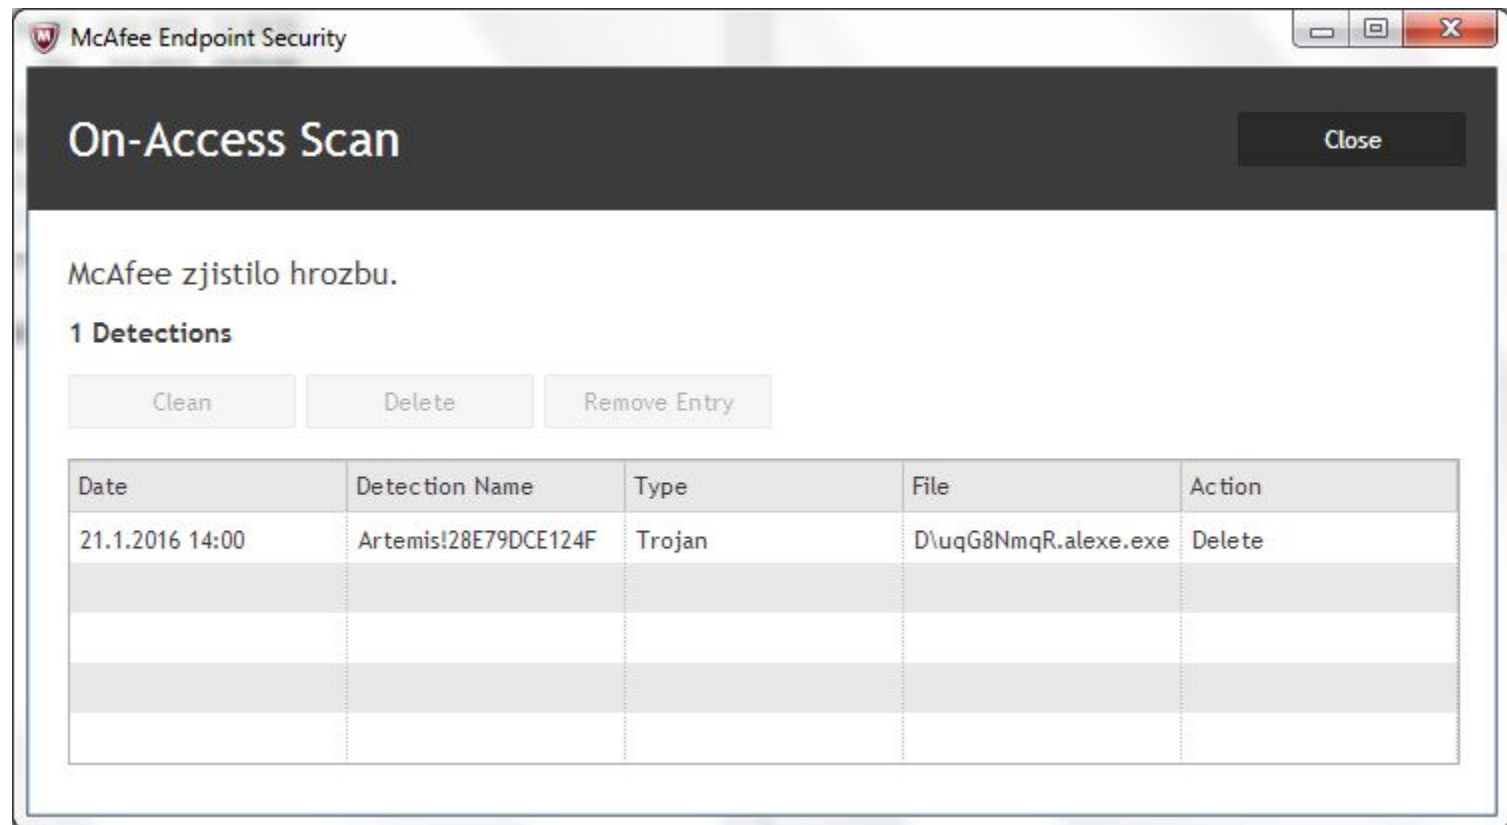 McAfee Endpoint Security
On-Access Scan
Close
McAfee zjistilo hrozbu.
1 Detections
Clean Delete Remove Entry
Date Detection Name Type File Action
21.1.2016 14:00 Artemis!28E79DCE124F Trojan D\uqG8NmqR.alexe.exe Delete